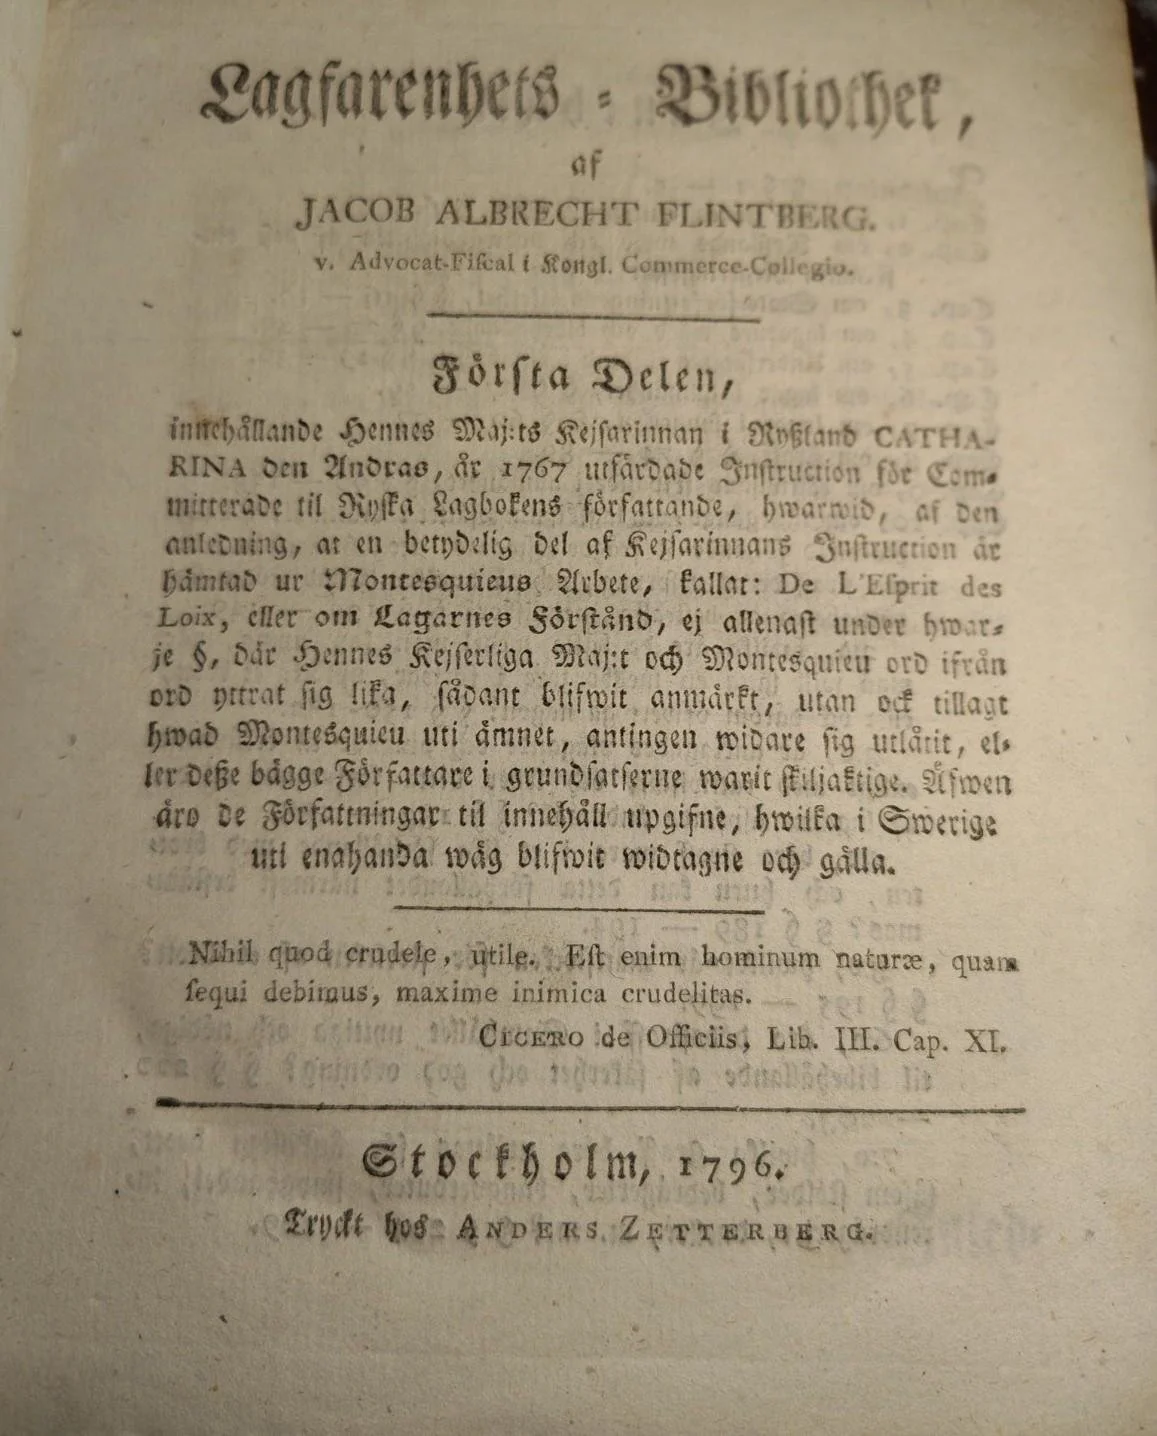 Lagfarenhets-Bibliothek,
af
JACOB ALBRECHT FLINTBERG.
v. Advocat-Fiſcal i Kongl. Commerce-Collegio.
Förſta Delen,
innehållande Hennes Maj:ts Kejſarinnan i Ryßland CATHA-
RINA den Andras, år 1767 utfärdade Inſtruction för Com-
mitterade til Ryſka Lagbokens författande, hwarwid, af den
anledning, at en betydelig del af Kejſarinnans Inſtruction är
hämtad ur Montesquieus Arbete, kallat: De L'Eſprit des
Loix, eller om Lagarnes Förſtånd, ej allenaſt under hwar-
je §, där Hennes Kejſerliga Maj:t och Montesquieu ord ifrån
ord yttrat ſig lika, ſådant blifwit anmärkt, utan ock tillagt
hwad Montesquieu uti ämnet, antingen widare ſig utlåtit, el-
ler deße bägge Författare i grundſatſerne warit ſkiljaktige. Äfwen
äro de Författningar til innehåll upgifne, hwilka i Swerige
uti enahanda wäg blifwit widtagne och gälla.
Nihil quod crudele, utile. Eſt enim hominum naturæ, quam
ſequi debimus, maxime inimica crudelitas.
CICERO de Officiis, Lib. III. Cap. XI.
Stockholm, 1796.
Tryckt hos ANDERS ZETTERBERG.